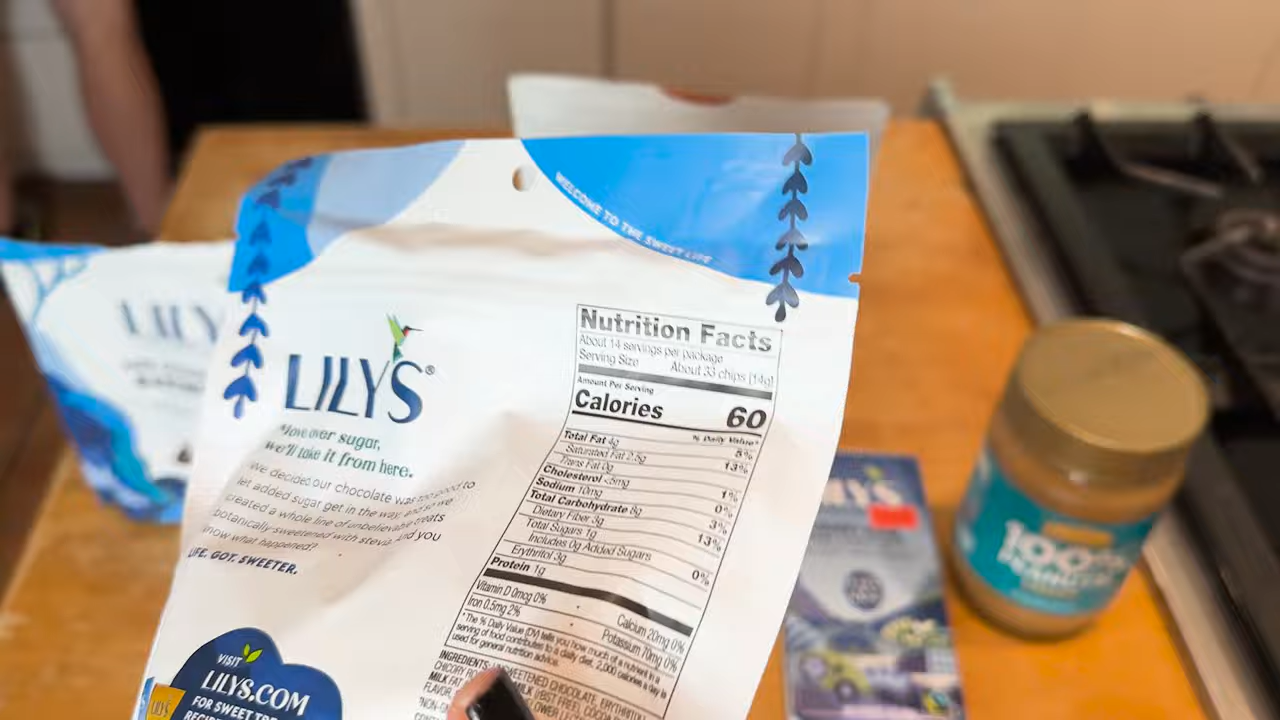 WELCOME TO THE SWEET LIFE
LILY'S®
Move over sugar,
we'll take it from here.
We decided our chocolate was too good to
let added sugar get in the way, and so we
created a whole line of unbelievable treats
botanically-sweetened with stevia. And you
know what happened?
LIFE. GOT. SWEETER.
VISIT
LILYS.COM
FOR SWEET
Nutrition Facts
About 14 servings per package
Serving Size About 33 chips (14g)
Amount Per Serving
Calories 60
% Daily Value*
Total Fat 4g 5%
Saturated Fat 2.5g 13%
Trans Fat 0g
Cholesterol <5mg 1%
Sodium 10mg 0%
Total Carbohydrate 8g 3%
Dietary Fiber 3g 13%
Total Sugars 1g
Includes 0g Added Sugars 0%
Erythritol 3g
Protein 1g
Vitamin D 0mcg 0% Calcium 20mg 0%
Iron 0.5mg 2% Potassium 70mg 0%
* The % Daily Value (DV) tells you how much a nutrient in a
serving of food contributes to a daily diet. 2,000 calories a day is
used for general nutrition advice.
INGREDIENTS: UNSWEETENED CHOCOLATE, ERYTHRITOL,
LILY
100%